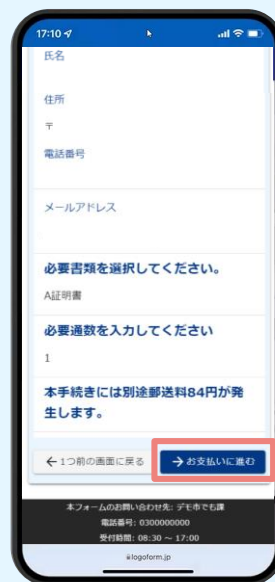 17:10
氏名
住所
〒
電話番号
メールアドレス
必要書類を選択してください。
A証明書
必要通数を入力してください
1
本手続きには別途郵送料84円が発
生します。
←1つ前の画面に戻る
→お支払いに進む
本フォームのお問い合わせ先: デモ市でも課
電話番号: 0300000000
受付時間: 08:30 ~ 17:00
logoform.jp